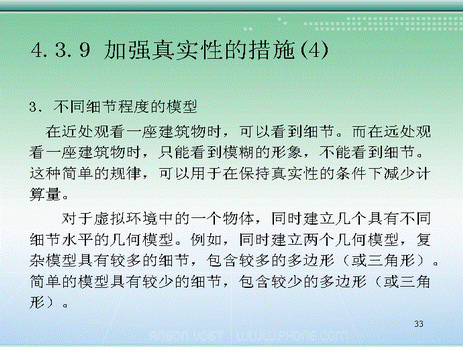 4.3.9 加强真实性的措施(4)
3．不同细节程度的模型
在近处观看一座建筑物时，可以看到细节。而在远处观
看一座建筑物时，只能看到模糊的形象，不能看到细节。
这种简单的规律，可以用于在保持真实性的条件下减少计
算量。
对于虚拟环境中的一个物体，同时建立几个具有不同
细节水平的几何模型。例如，同时建立两个几何模型，复
杂模型具有较多的细节，包含较多的多边形（或三角形）。
简单的模型具有较少的细节，包含较少的多边形（或三角
形）。
33